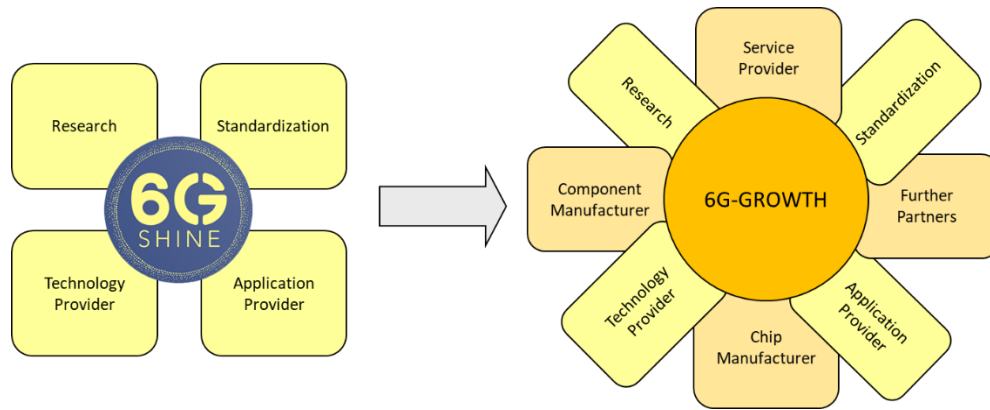 Research
Standardization
6G
SHINE
Technology
Provider
Application
Provider
Service
Provider
Research
Standardization
Component
Manufacturer
6G-GROWTH
Further
Partners
Technology
Provider
Application
Provider
Chip
Manufacturer